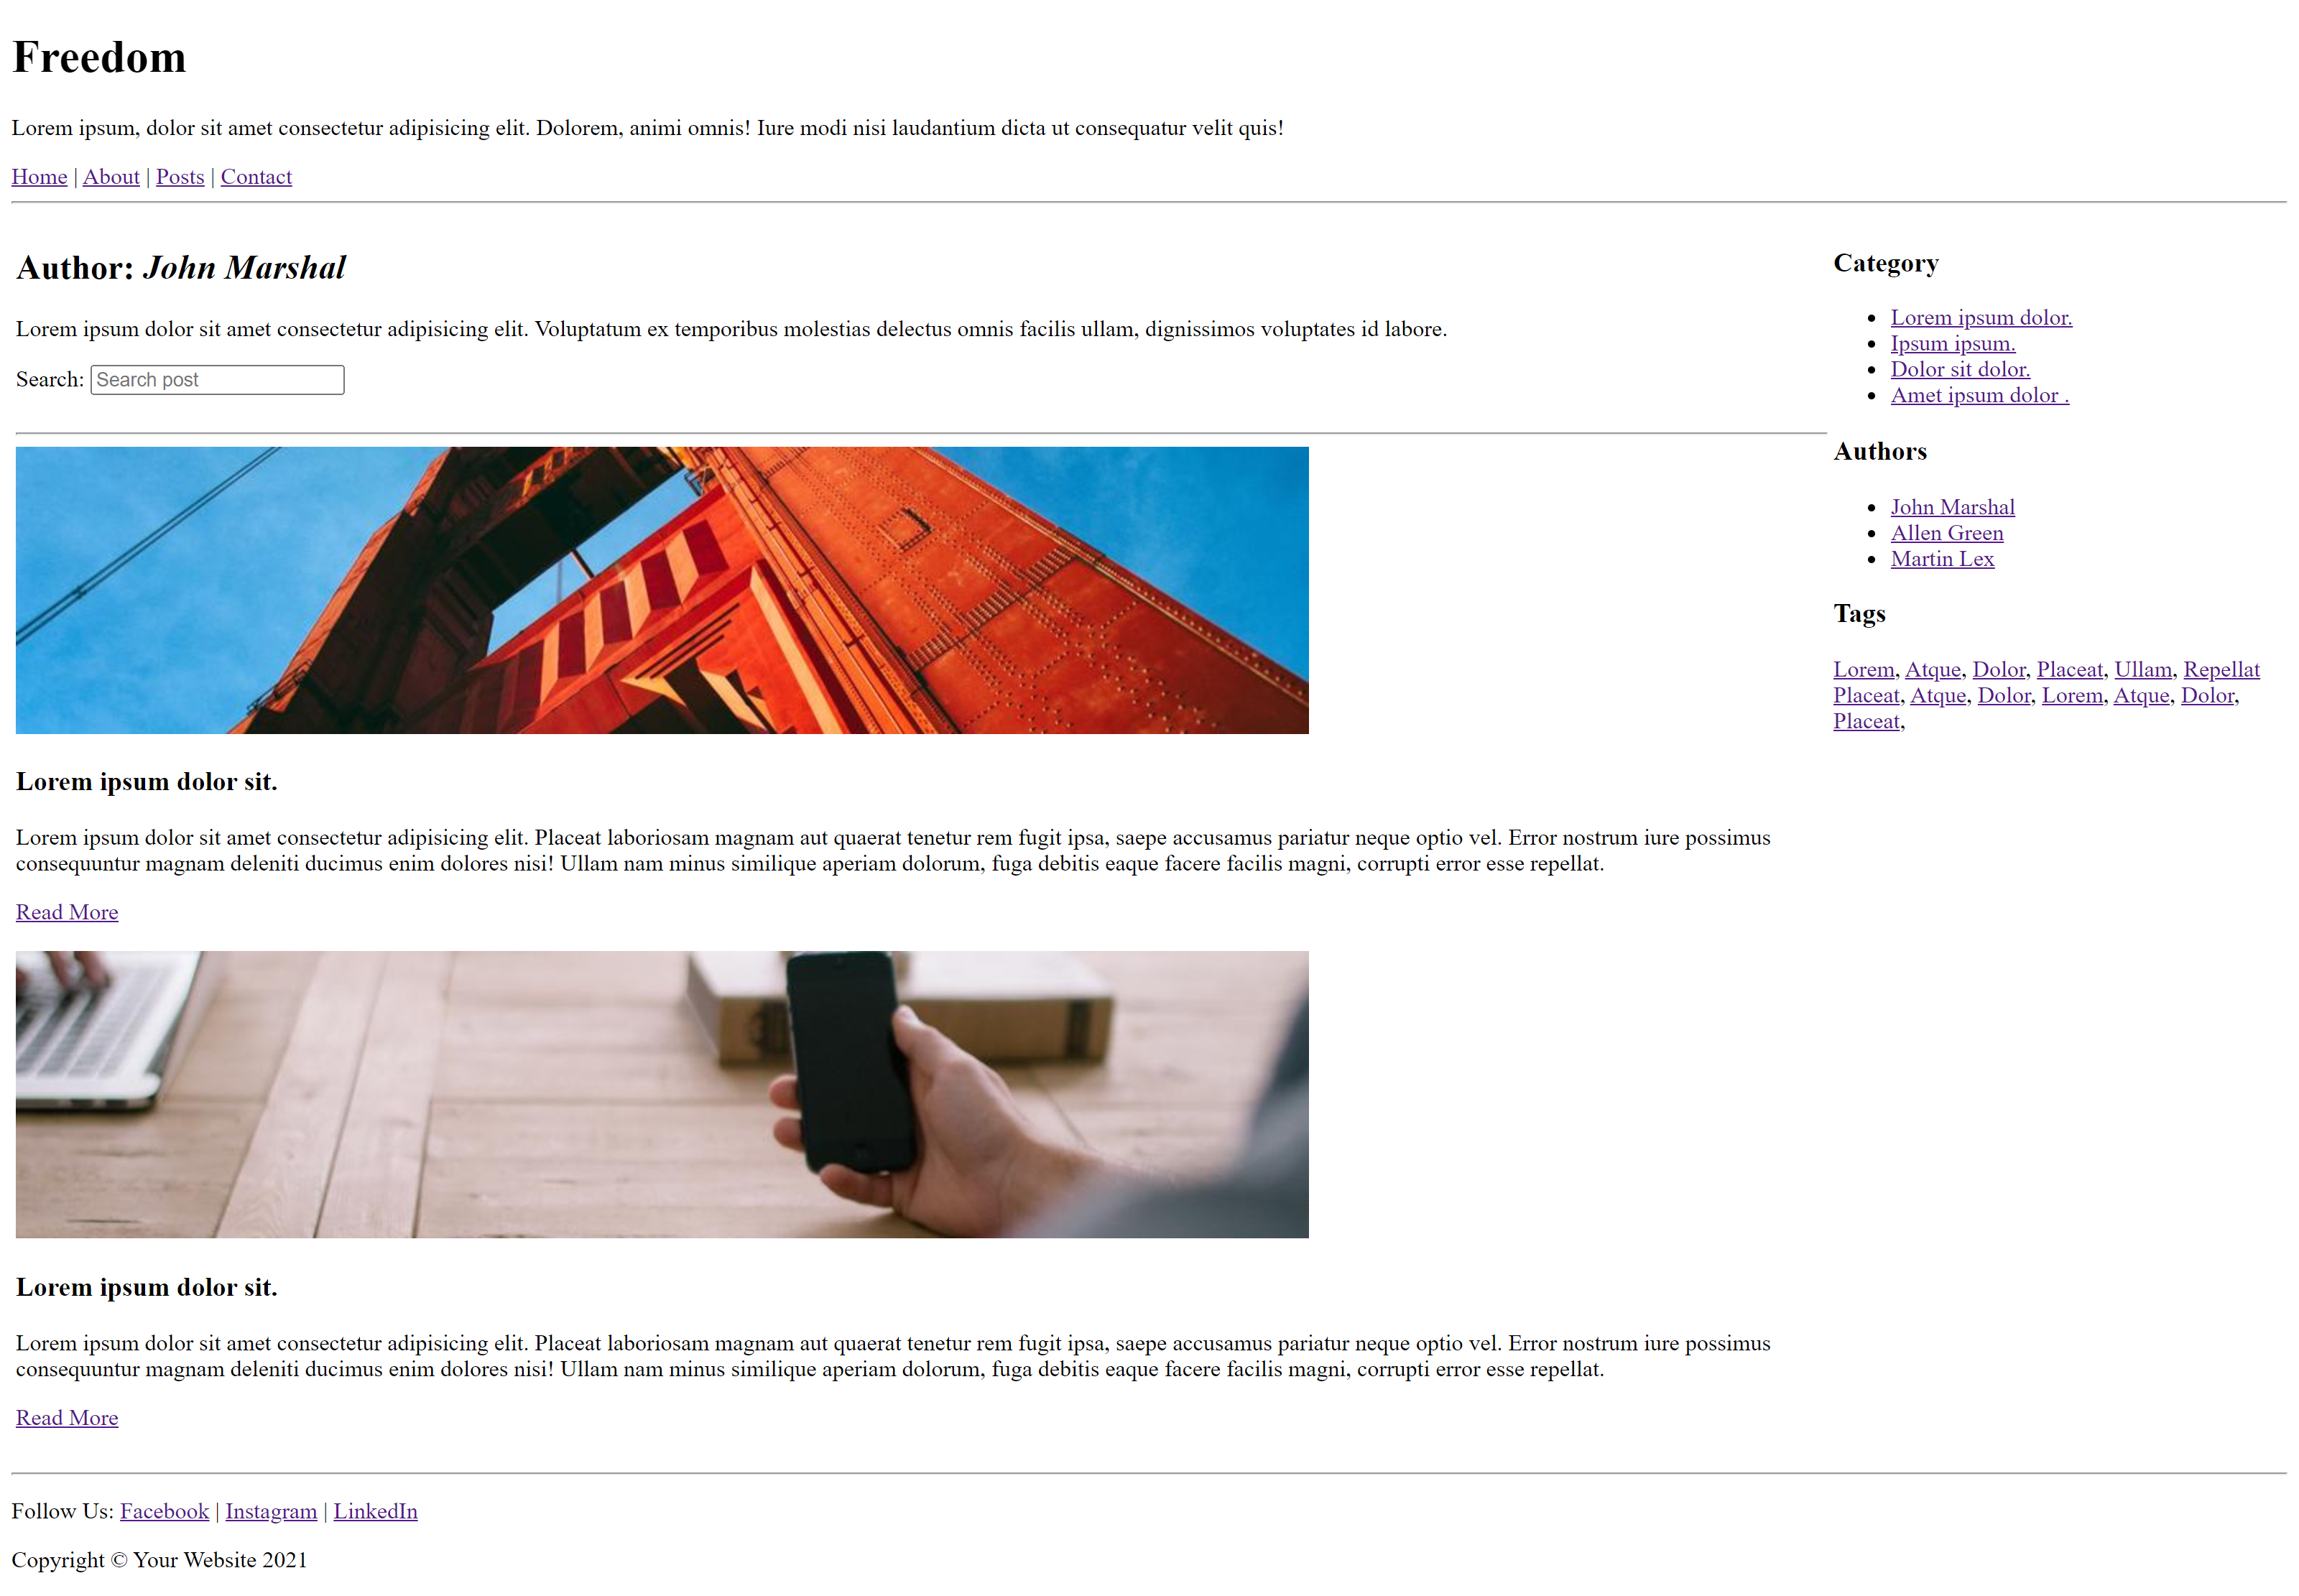 Freedom
Lorem ipsum, dolor sit amet consectetur adipisicing elit. Dolorem, animi omnis! Iure modi nisi laudantium dicta ut consequatur velit quis!
Home | About | Posts | Contact
Author: John Marshal
Lorem ipsum dolor sit amet consectetur adipisicing elit. Voluptatum ex temporibus molestias delectus omnis facilis ullam, dignissimos voluptates id labore.
Search: Search post
Lorem ipsum dolor sit.
Lorem ipsum dolor sit amet consectetur adipisicing elit. Placeat laboriosam magnam aut quaerat tenetur rem fugit ipsa, saepe accusamus pariatur neque optio vel. Error nostrum iure possimus
consequuntur magnam deleniti ducimus enim dolores nisi! Ullam nam minus similique aperiam dolorum, fuga debitis eaque facere facilis magni, corrupti error esse repellat.
Read More
Lorem ipsum dolor sit.
Lorem ipsum dolor sit amet consectetur adipisicing elit. Placeat laboriosam magnam aut quaerat tenetur rem fugit ipsa, saepe accusamus pariatur neque optio vel. Error nostrum iure possimus
consequuntur magnam deleniti ducimus enim dolores nisi! Ullam nam minus similique aperiam dolorum, fuga debitis eaque facere facilis magni, corrupti error esse repellat.
Read More
Category
Lorem ipsum dolor.
Ipsum ipsum.
Dolor sit dolor.
Amet ipsum dolor .
Authors
John Marshal
Allen Green
Martin Lex
Tags
Lorem, Atque, Dolor, Placeat, Ullam, Repellat
Placeat, Atque, Dolor, Lorem, Atque, Dolor,
Placeat,
Follow Us: Facebook | Instagram | LinkedIn
Copyright © Your Website 2021